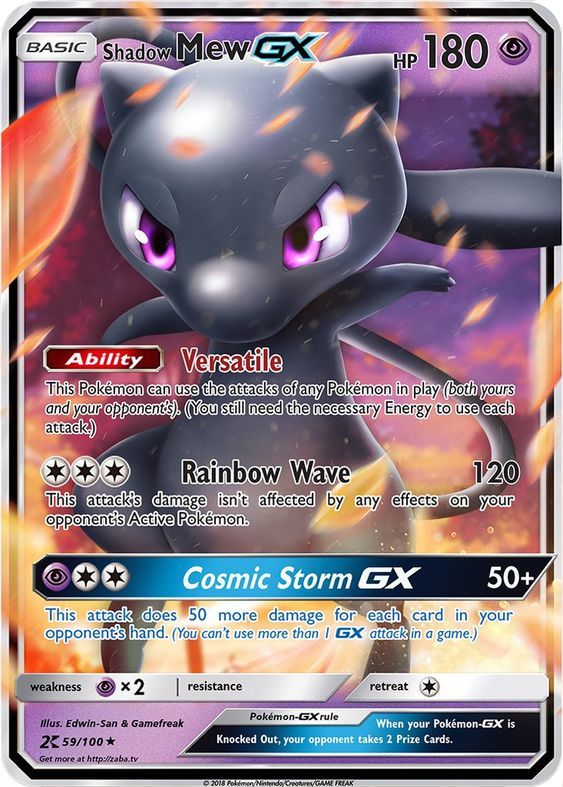 BASIC Shadow Mew GX HP 180
Ability Versatile
This Pokémon can use the attacks of any Pokémon in play (both yours
and your opponent's). (You still need the necessary Energy to use each
attack.)
Rainbow Wave 120
This attack's damage isn't affected by any effects on your
opponent's Active Pokémon.
Cosmic Storm GX 50+
This attack does 50 more damage for each card in your
opponent's hand. (You can't use more than 1 GX attack in a game.)
weakness ×2 resistance retreat
Illus. Edwin-San & Gamefreak
2K 59/100★
Get more at http://zaba.tv
Pokémon-GX rule
When your Pokémon-GX is
Knocked Out, your opponent takes 2 Prize Cards.
© 2018 Pokémon/Nintendo/Creatures/GAME FREAK